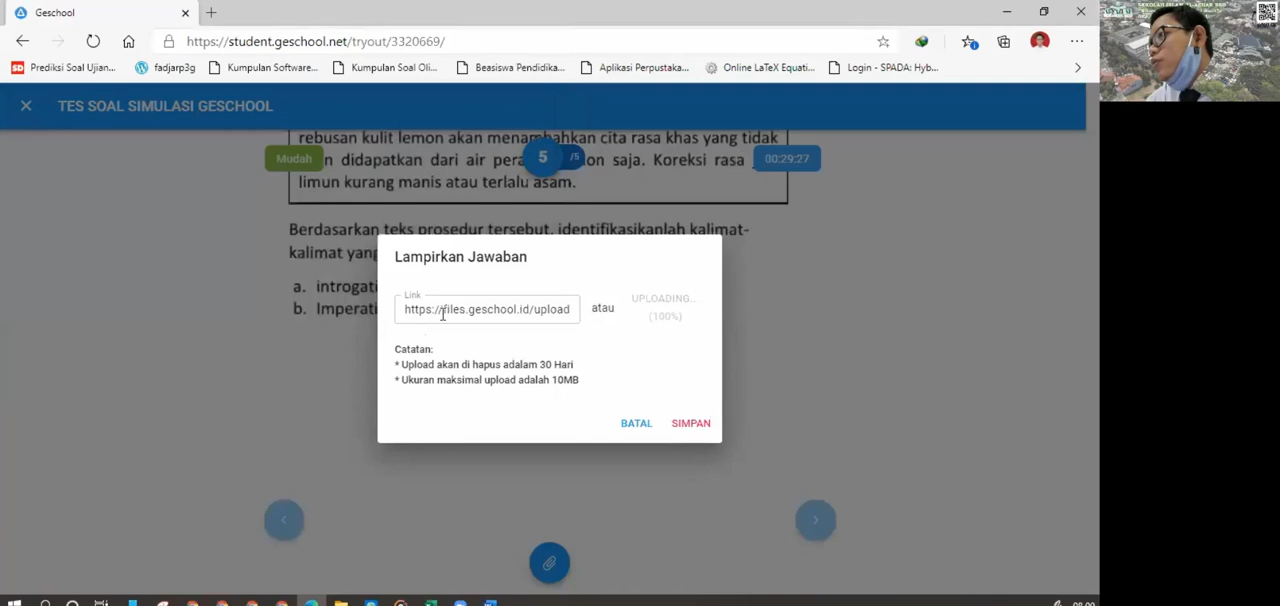 Geschool
https://student.geschool.net/tryout/3320669/
Prediksi Soal Ujian...
fadjarp3g
Kumpulan Software...
Kumpulan Soal Oli...
Beasiswa Pendidika...
Aplikasi Perpustaka...
Online LaTeX Equati...
Login - SPADA: Hyb...
TES SOAL SIMULASI GESCHOOL
rebusan kulit lemon akan menambahkan cita rasa khas yang tidak
Mudah
5
/5
00:29:27
didapatkan dari air
saja. Koreksi rasa
limun kurang manis atau terlalu asam.
Berdasarkan teks prosedur tersebut, identifikasikanlah kalimat-
kalimat yang
a. introgati
b. Imperati
Lampirkan Jawaban
Link
https://files.geschool.id/upload
atau
UPLOADING...
(100%)
Catatan:
* Upload akan di hapus adalam 30 Hari
* Ukuran maksimal upload adalah 10MB
BATAL
SIMPAN